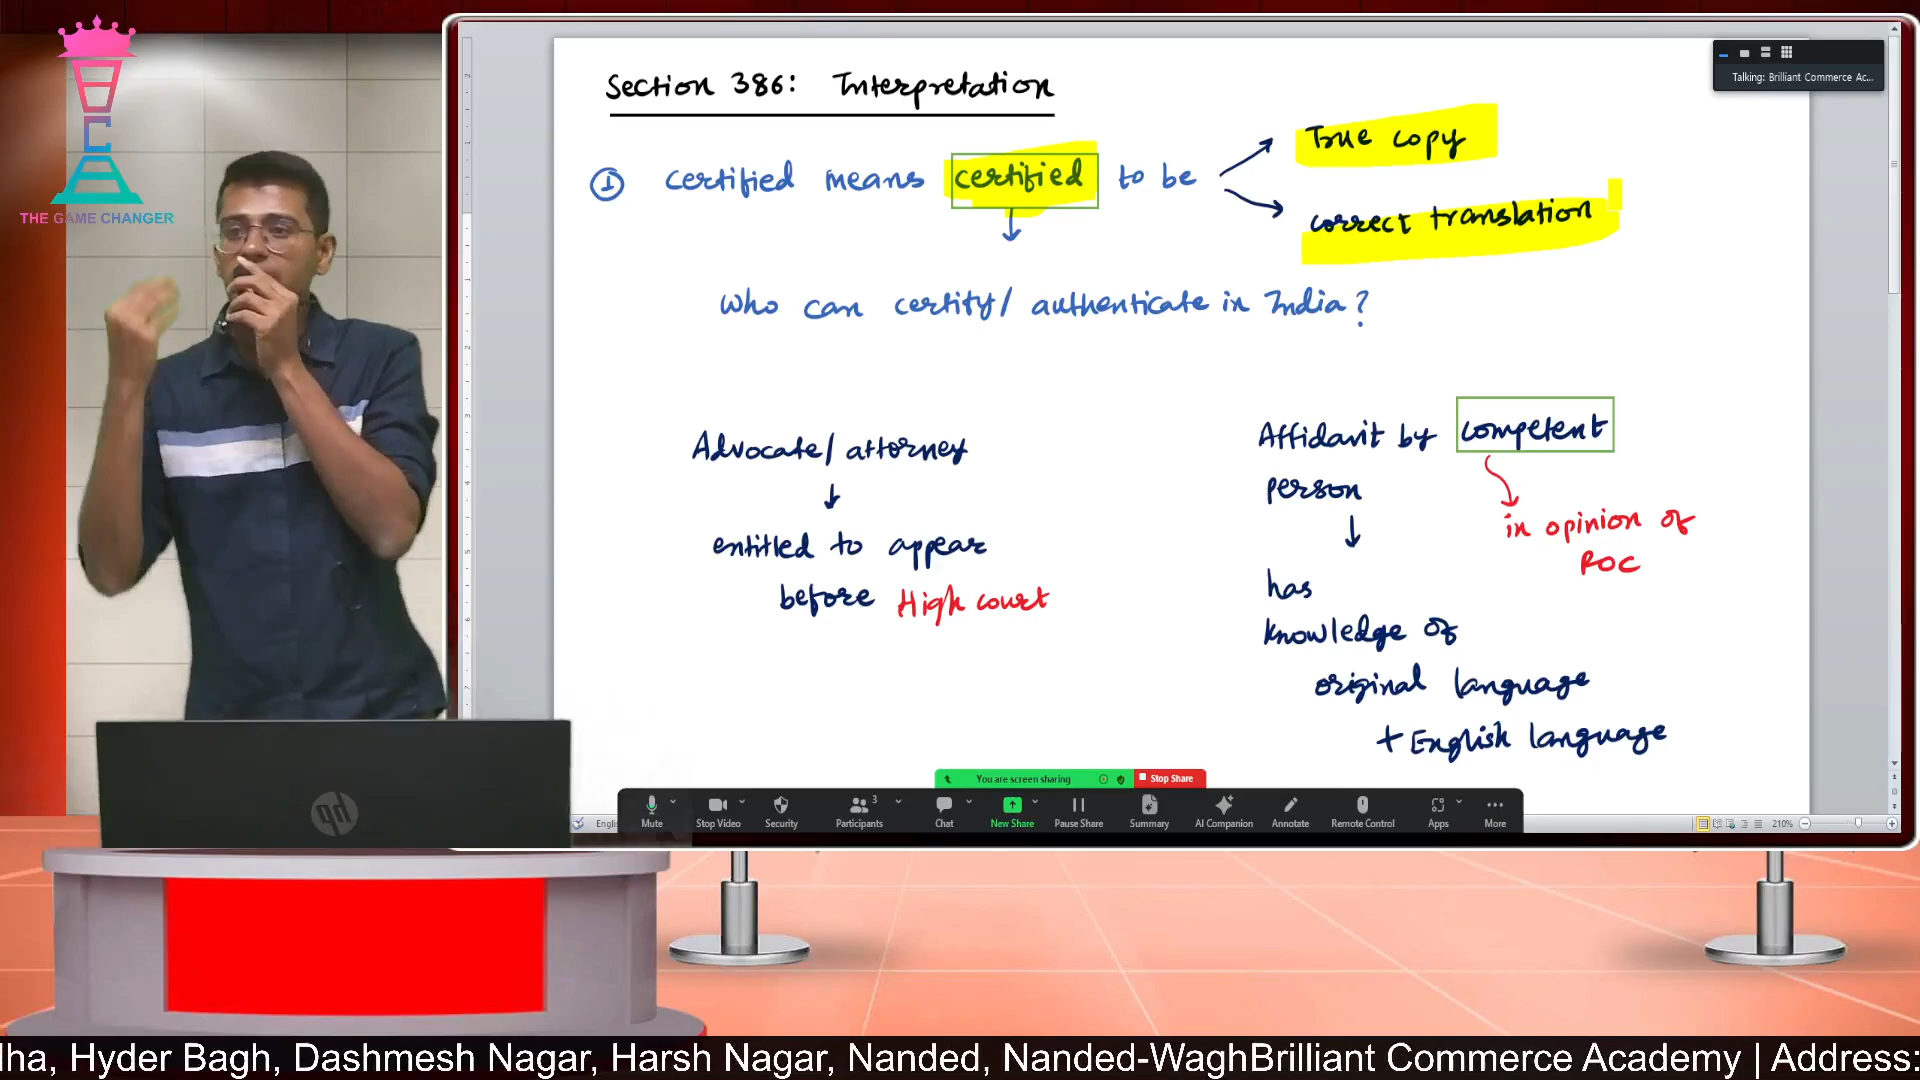 THE GAME CHANGER
Section 386: Interpretation
Talking: Brilliant Commerce Ac...
① certified means certified to be
True copy
correct translation
Who can certify/ authenticate in India?
Advocate/ attorney
entitled to appear
before High court
Affidavit by competent
person
in opinion of
ROC
has
knowledge of
original language
+ English language
You are screen sharing
Stop Share
Mute
Stop Video
Security
Participants
3
Chat
New Share
Pause Share
Summary
AI Companion
Annotate
Remote Control
Apps
More
Englis
210%
hp
dha, Hyder Bagh, Dashmesh Nagar, Harsh Nagar, Nanded, Nanded-WaghBrilliant Commerce Academy | Address: